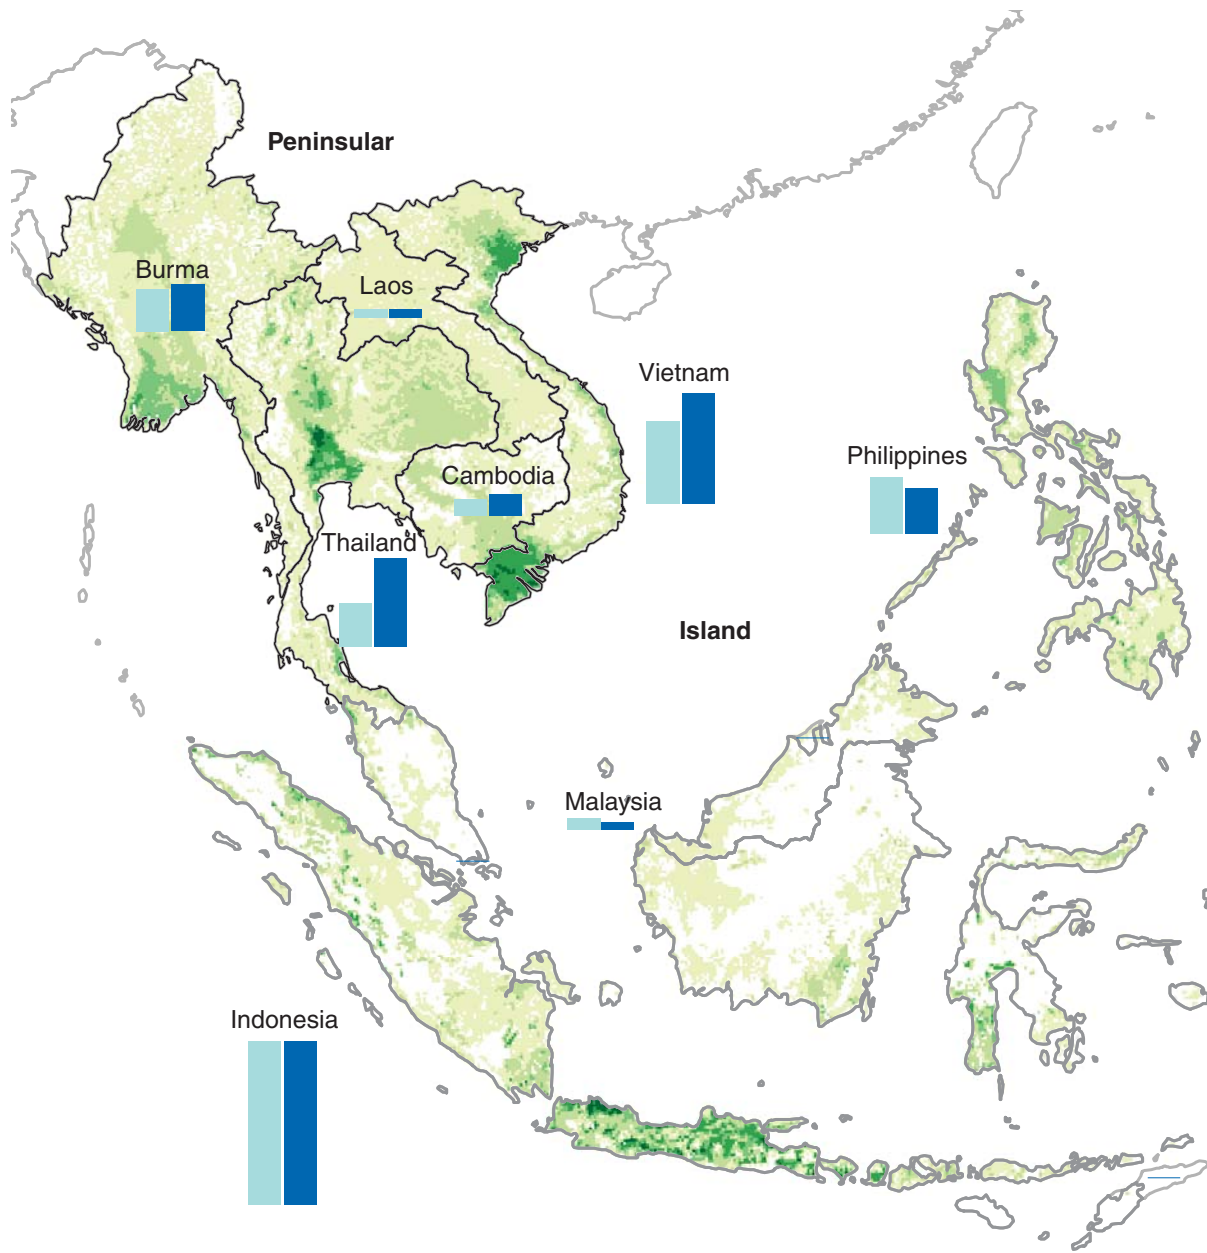 Peninsular
Burma
Laos
Vietnam
Philippines
Cambodia
Thailand
Island
Malaysia
Indonesia